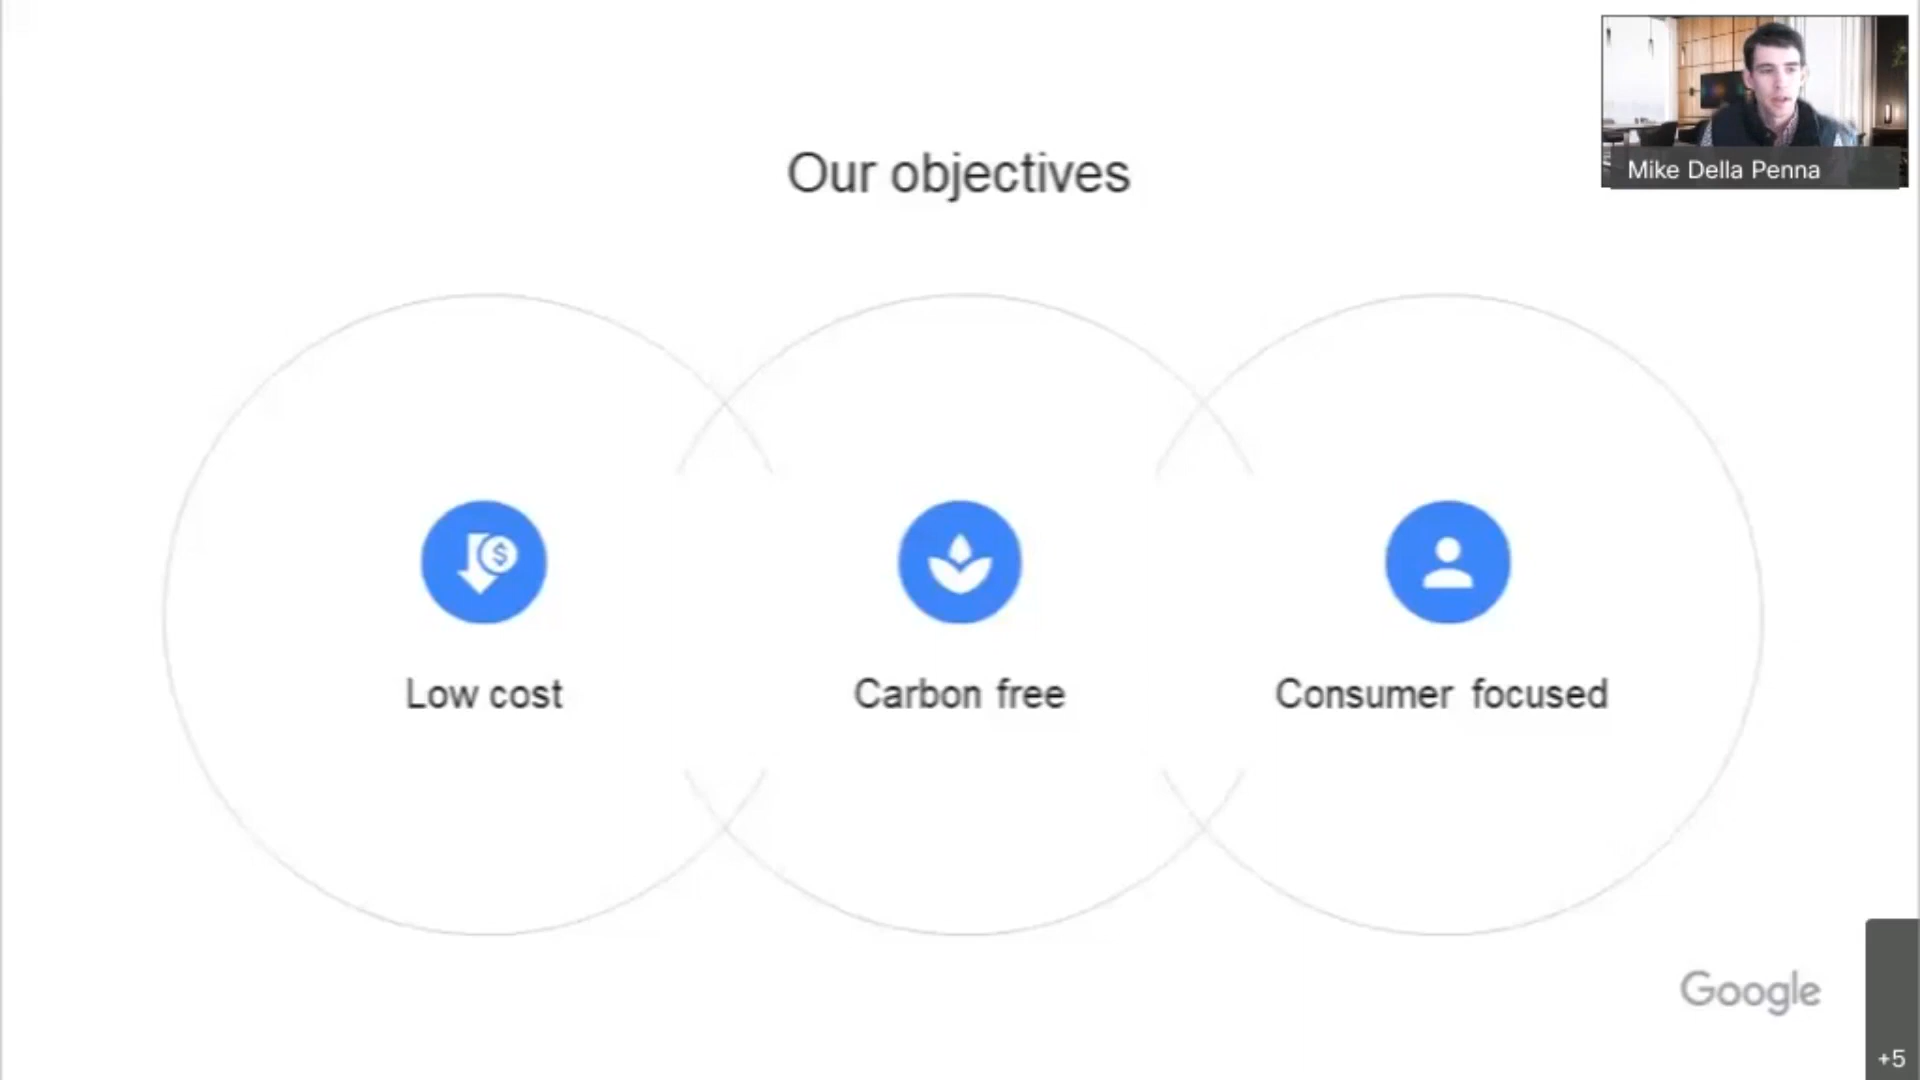 Mike Della Penna
Our objectives
$
Low cost
Carbon free
Consumer focused
Google
+5